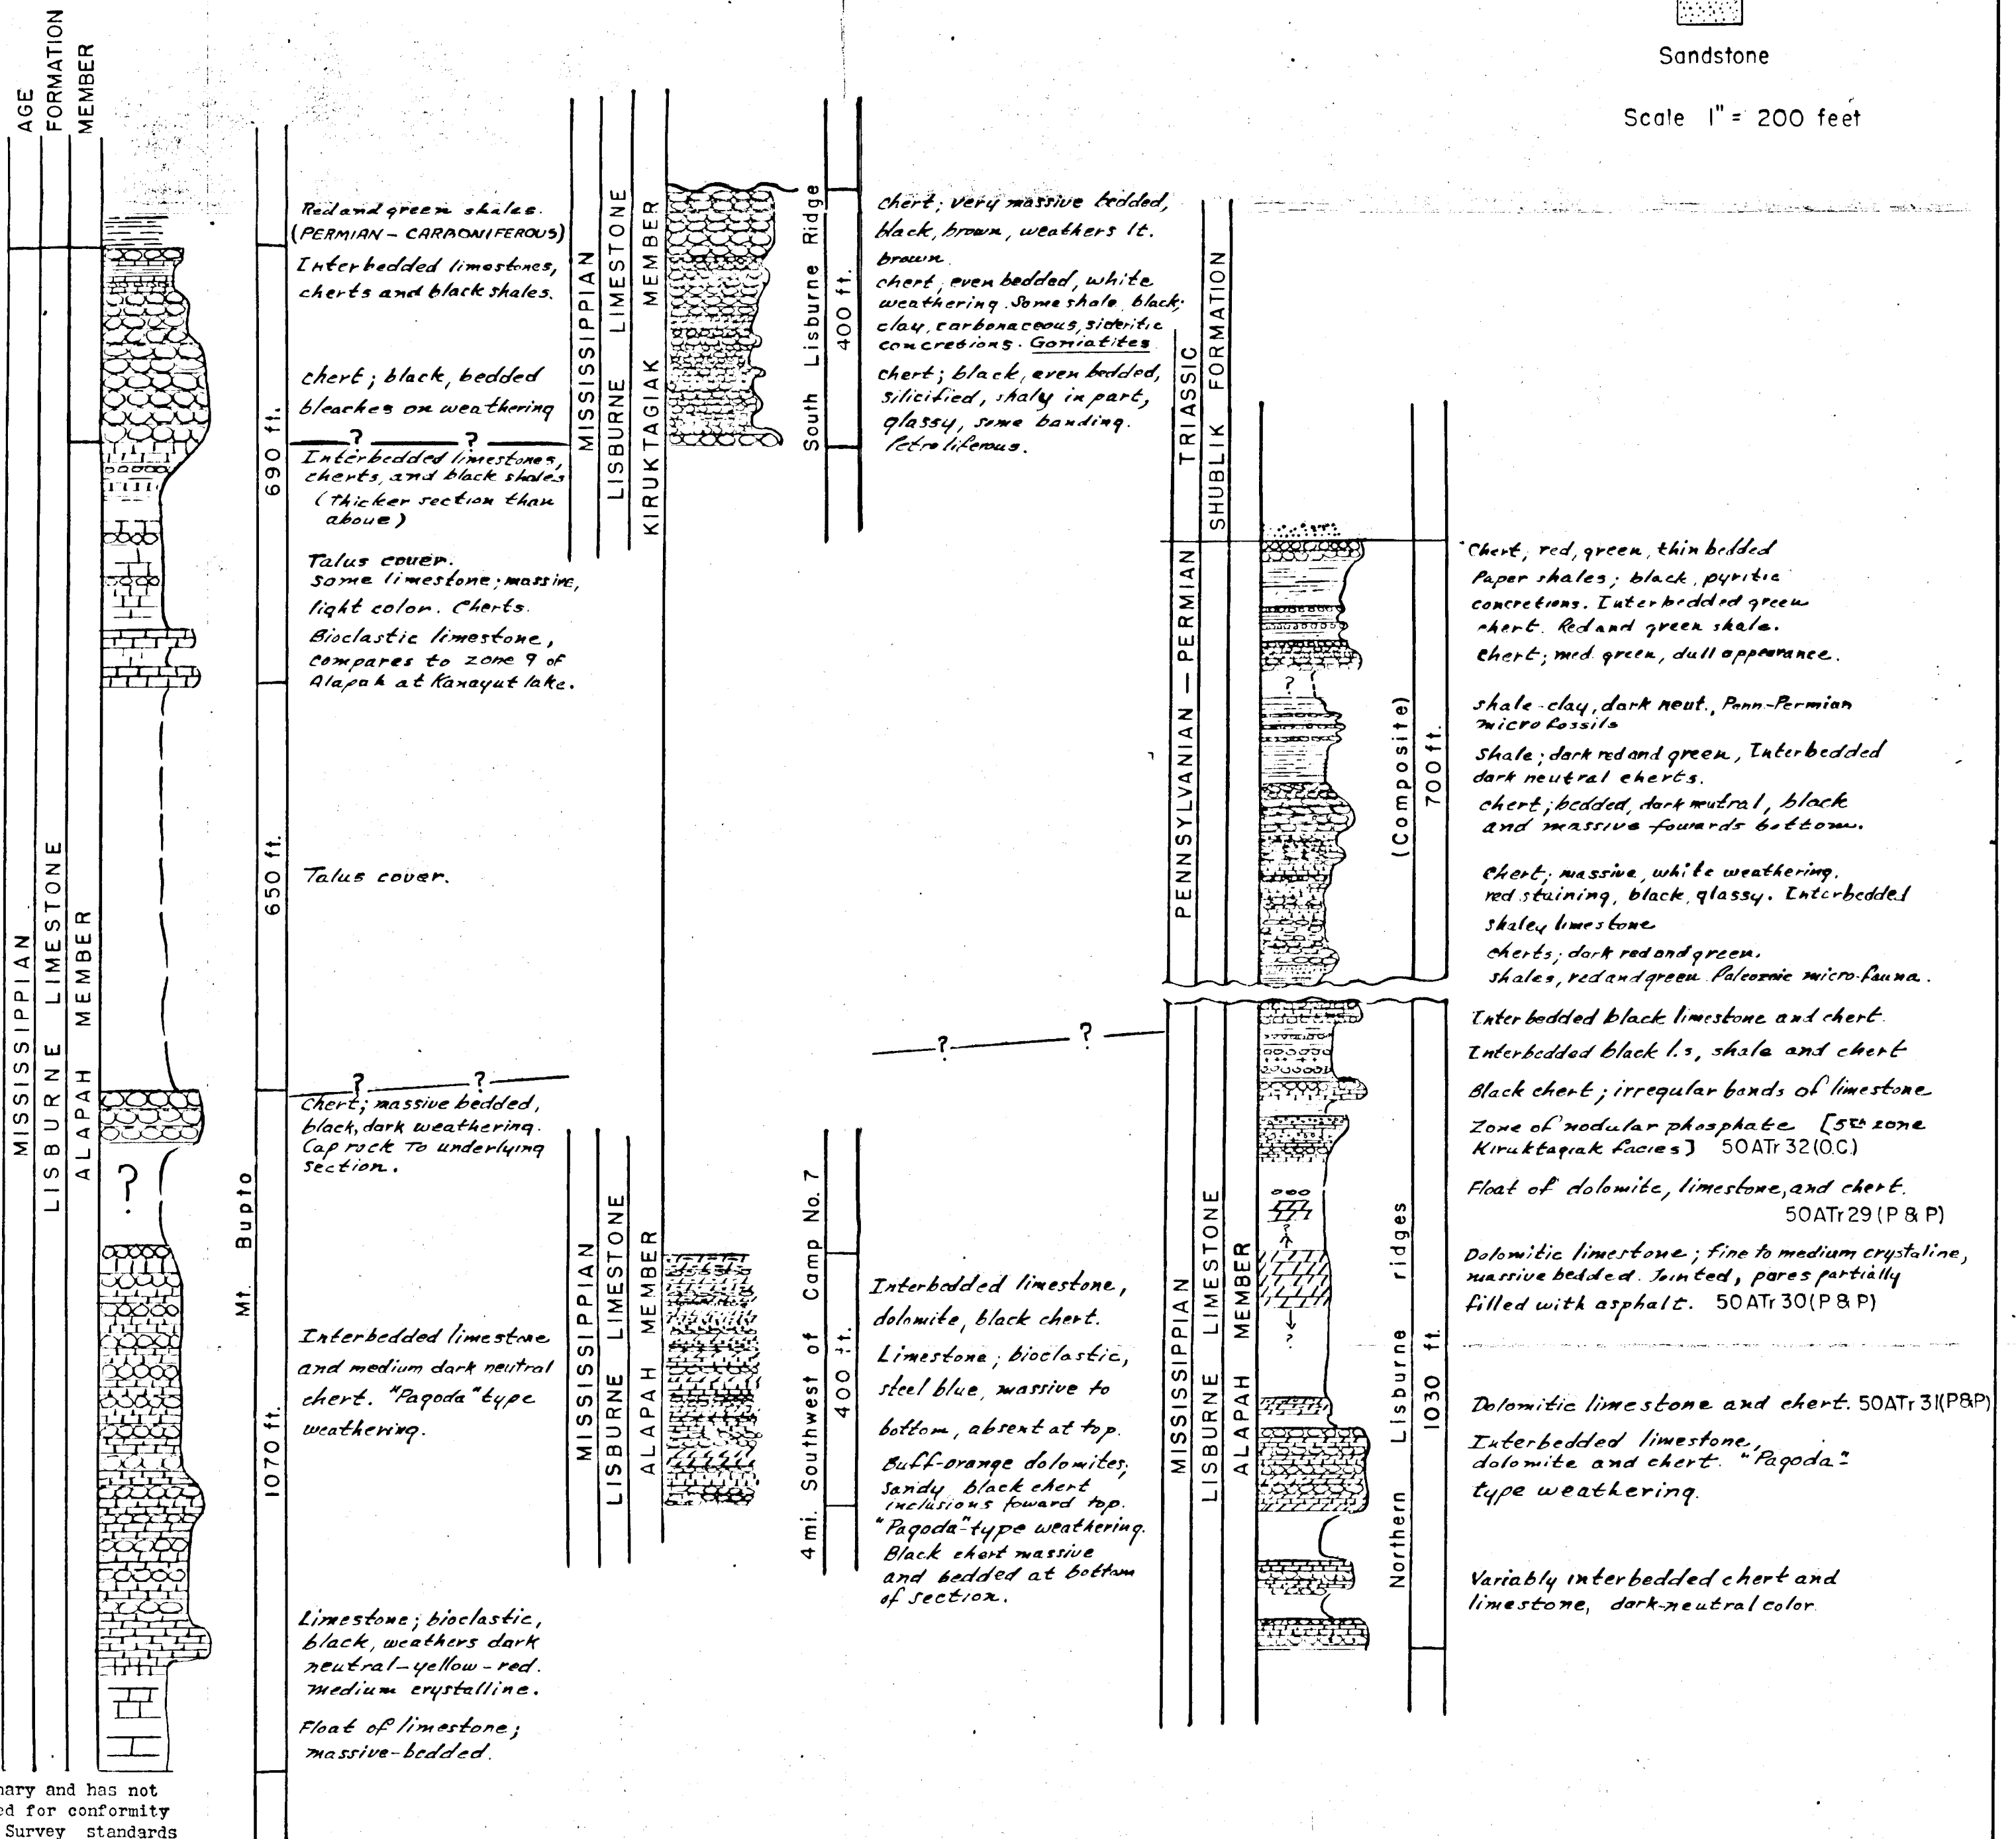 AGE
FORMATION
MEMBER
MISSISSIPPIAN
LISBURNE LIMESTONE
ALAPAH MEMBER
?
Mt. Bupto
690 ft.
650 ft.
1070 ft.
Red and green shales.
(PERMIAN - CARBONIFEROUS)
Interbedded limestones,
cherts and black shales.
chert; black, bedded
bleaches on weathering
? ?
Interbedded limestones,
cherts, and black shales
(Thicker section than
above)
Talus cover.
some limestone; massive,
light color. Cherts.
Bioclastic limestone,
compares to zone 9 of
Alapah at Kanayut lake.
Talus cover.
? ?
Chert; massive bedded,
black, dark weathering.
Cap rock To underlying
section.
Interbedded limestone
and medium dark neutral
chert. "Pagoda" type
weathering.
Limestone; bioclastic,
black, weathers dark
neutral-yellow-red.
medium crystalline.
Float of limestone;
massive-bedded.
nary and has not
ed for conformity
Survey standards
MISSISSIPPIAN
LISBURNE LIMESTONE
KIRUKTAGIAK MEMBER
South Lisburne Ridge
400 ft.
chert; very massive bedded,
black, brown, weathers lt.
brown.
chert, even bedded, white
weathering. Some shale, black;
clay, carbonaceous, sideritic
concretions. Goniatites
chert; black, even bedded,
silicified, shaly in part,
glassy, some banding.
Petroliferous.
? ?
MISSISSIPPIAN
LISBURNE LIMESTONE
ALAPAH MEMBER
4 mi. Southwest of Camp No. 7
400 ft.
Interbedded limestone,
dolomite, black chert.
Limestone; bioclastic,
steel blue, massive to
bottom, absent at top.
Buff-orange dolomites,
sandy, black chert
inclusions foward top.
"Pagoda"-type weathering.
Black chert massive
and bedded at bottom
of section.
Sandstone
Scale 1" = 200 feet
TRIASSIC
SHUBLIK FORMATION
PENNSYLVANIAN - PERMIAN
(Composite)
700 ft.
?
Chert, red, green, thin bedded
Paper shales; black, pyritic
concretions. Interbedded green
chert. Red and green shale.
Chert; med. green, dull appearance.
shale-clay, dark neut., Penn-Permian
micro fossils
Shale; dark red and green, Interbedded
dark neutral cherts.
chert; bedded, dark neutral, black
and massive fowards bottom.
Chert; massive, white weathering.
red staining, black, glassy. Interbedded
shaley limestone
cherts; dark red and green.
shales, red and green Paleozoic micro-fauna.
MISSISSIPPIAN
LISBURNE LIMESTONE
ALAPAH MEMBER
Northern Lisburne ridges
1030 ft.
?
?
Interbedded black limestone and chert.
Interbedded black l.s, shale and chert
Black chert; irregular bands of limestone
Zone of nodular phosphate [5th zone
Kiruktagiak facies] 50ATr 32 (O.C.)
Float of dolomite, limestone, and chert.
50ATr29 (P & P)
Dolomitic limestone; fine to medium crystaline,
massive bedded. Jointed, pores partially
filled with asphalt. 50ATr30 (P & P)
Dolomitic limestone and chert. 50ATr31(P&P)
Interbedded limestone,
dolomite and chert. "Pagoda"-
type weathering.
Variably interbedded chert and
limestone, dark-neutral color.